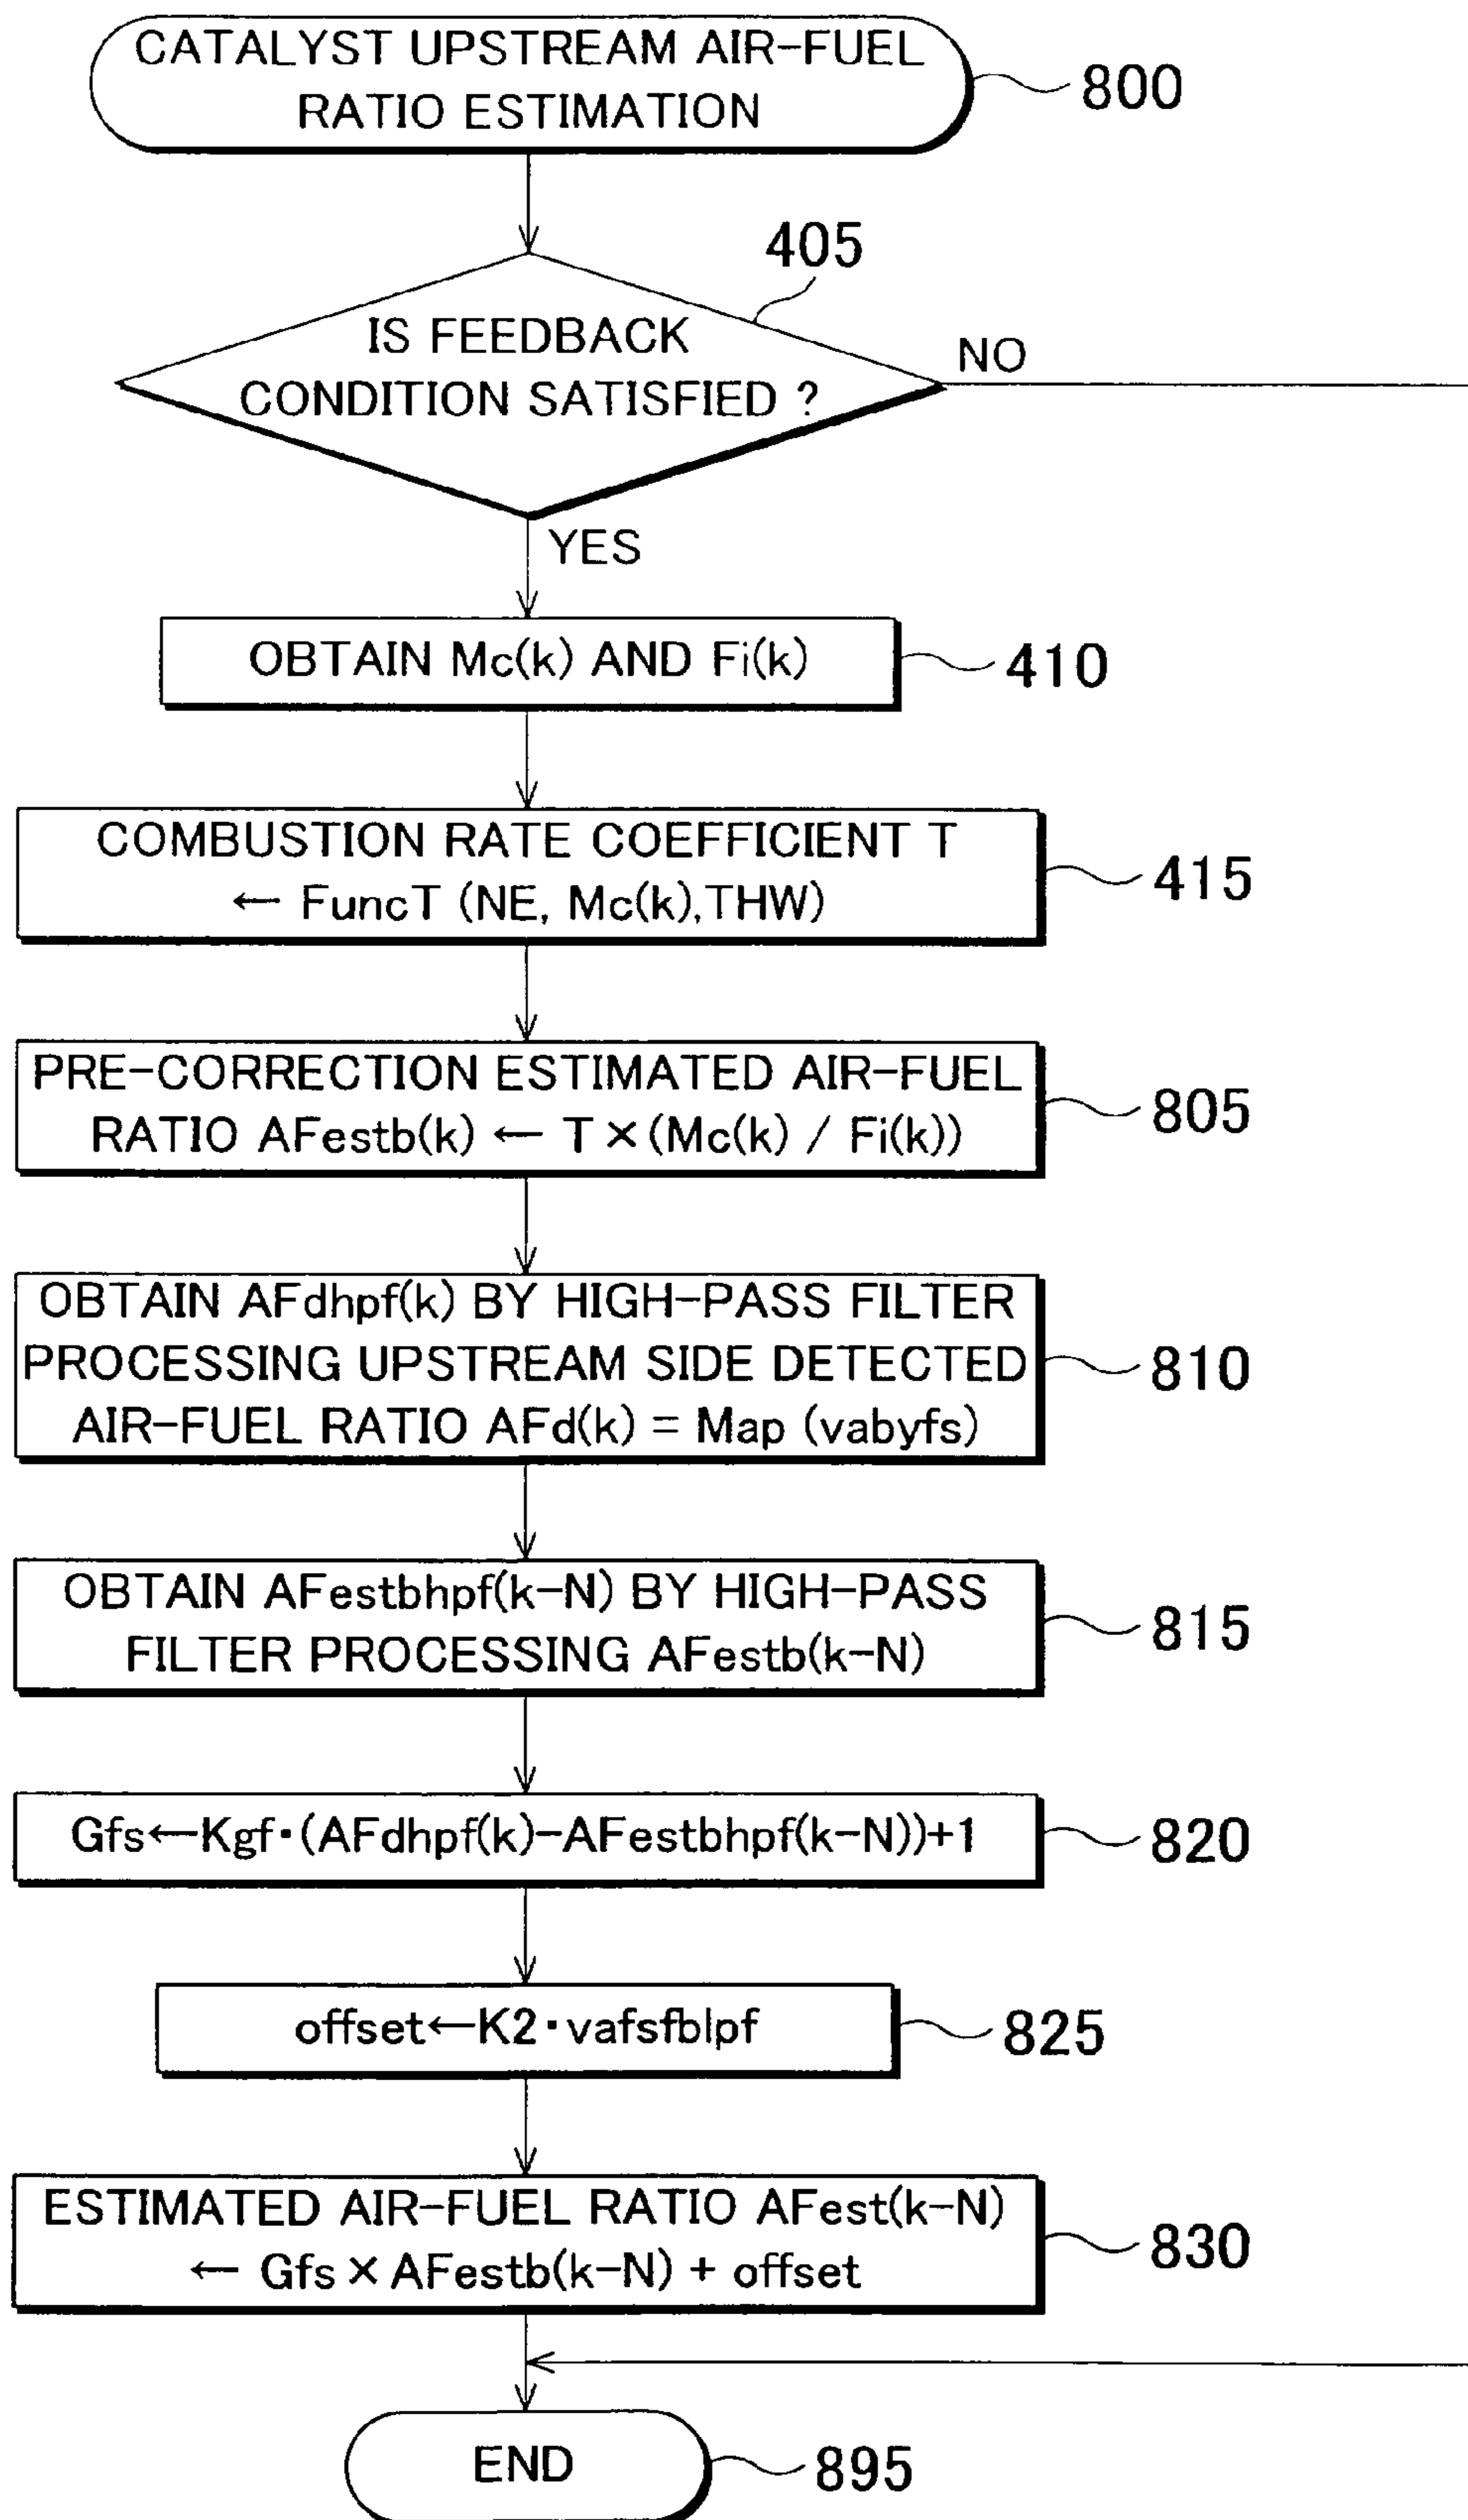 CATALYST UPSTREAM AIR-FUEL
RATIO ESTIMATION
800
405
IS FEEDBACK
CONDITION SATISFIED ?
NO
YES
OBTAIN Mc(k) AND Fi(k)
410
COMBUSTION RATE COEFFICIENT T
← FuncT (NE, Mc(k),THW)
415
PRE-CORRECTION ESTIMATED AIR-FUEL
RATIO AFestb(k) ← T×(Mc(k) / Fi(k))
805
OBTAIN AFdhpf(k) BY HIGH-PASS FILTER
PROCESSING UPSTREAM SIDE DETECTED
AIR-FUEL RATIO AFd(k) = Map (vabyfs)
810
OBTAIN AFestbhpf(k-N) BY HIGH-PASS
FILTER PROCESSING AFestb(k-N)
815
Gfs←Kgf·(AFdhpf(k)-AFestbhpf(k-N))+1
820
offset←K2·vafsfblpf
825
ESTIMATED AIR-FUEL RATIO AFest(k-N)
← Gfs×AFestb(k-N) + offset
830
END
895